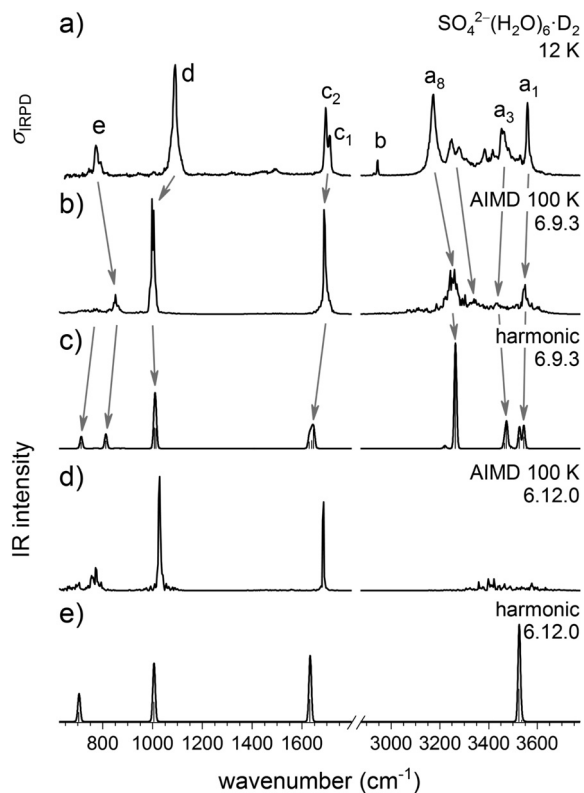 a)
SO₄²⁻(H₂O)₆·D₂
12 K
e
d
c₂
c₁
b
a₈
a₃
a₁
σIRPD
b)
AIMD 100 K
6.9.3
c)
harmonic
6.9.3
d)
AIMD 100 K
6.12.0
e)
harmonic
6.12.0
IR intensity
800 1000 1200 1400 1600 3000 3200 3400 3600
wavenumber (cm⁻¹)